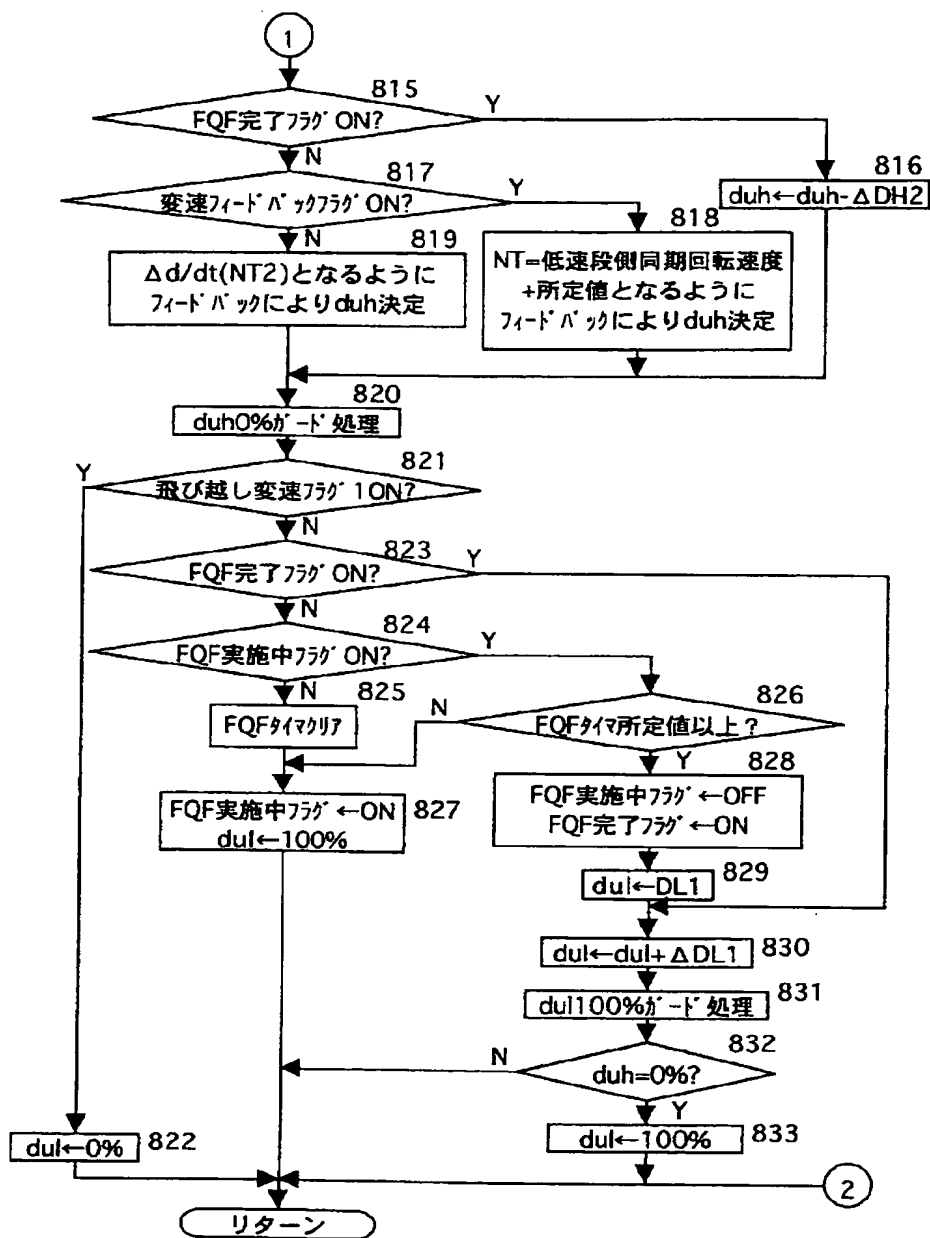 1
815
FQF完了ﾌﾗｸﾞON?
Y
N
817
変速ﾌｨｰﾄﾞﾊﾞｯｸﾌﾗｸﾞON?
Y
816
duh←duh-ΔDH2
N
819
Δd/dt(NT2)となるように
ﾌｨｰﾄﾞﾊﾞｯｸによりduh決定
818
NT=低速段側同期回転速度
+所定値となるように
ﾌｨｰﾄﾞﾊﾞｯｸによりduh決定
820
duh0%ｶﾞｰﾄﾞ処理
821
Y
飛び越し変速ﾌﾗｸﾞ1ON?
N
823
FQF完了ﾌﾗｸﾞON?
Y
N
824
FQF実施中ﾌﾗｸﾞON?
Y
N
825
FQFﾀｲﾏｸﾘｱ
826
N
FQFﾀｲﾏ所定値以上?
Y
828
FQF実施中ﾌﾗｸﾞ←ON
dul←100%
827
FQF実施中ﾌﾗｸﾞ←OFF
FQF完了ﾌﾗｸﾞ←ON
dul←DL1
829
dul←dul+ΔDL1
830
dul100%ｶﾞｰﾄﾞ処理
831
832
N
duh=0%?
Y
dul←0%
822
dul←100%
833
2
リターン